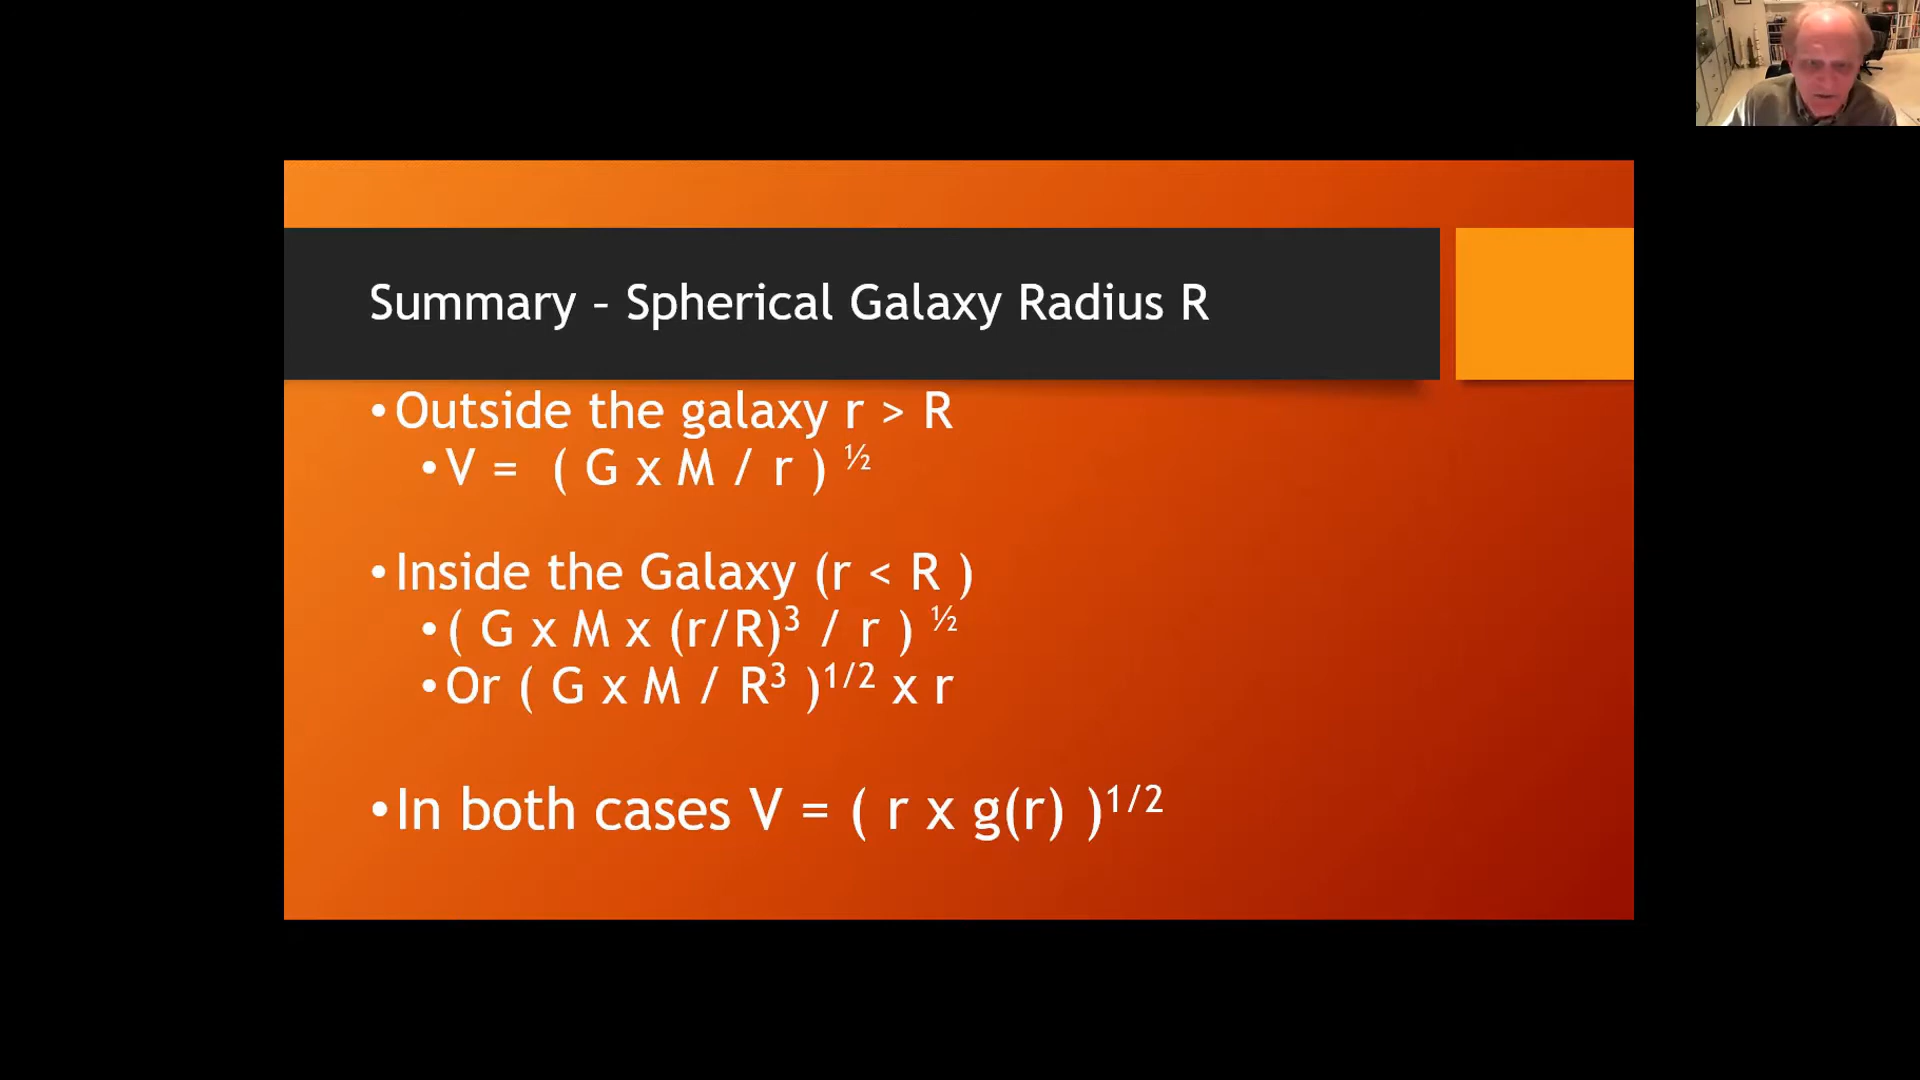 Summary – Spherical Galaxy Radius R
•Outside the galaxy r > R
•V = ( G x M / r ) ½
•Inside the Galaxy (r < R )
•( G x M x (r/R)³ / r ) ½
•Or ( G x M / R³ )¹/² x r
•In both cases V = ( r x g(r) )¹/²